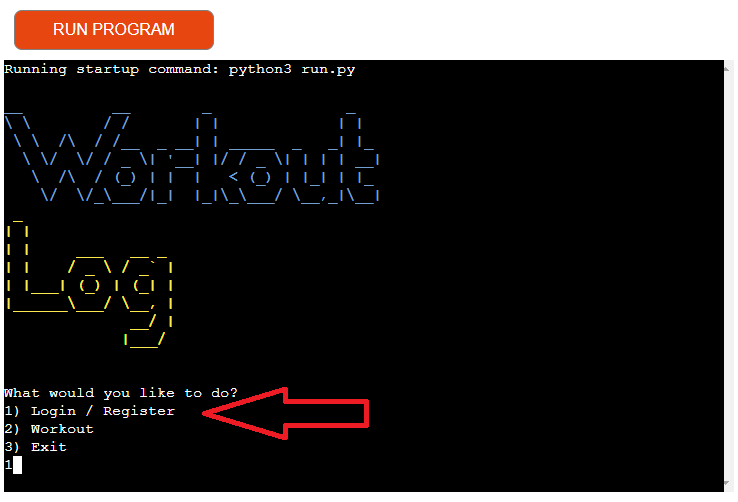 RUN PROGRAM
Running startup command: python3 run.py
Workout
Log
What would you like to do?
1) Login / Register
2) Workout
3) Exit
1